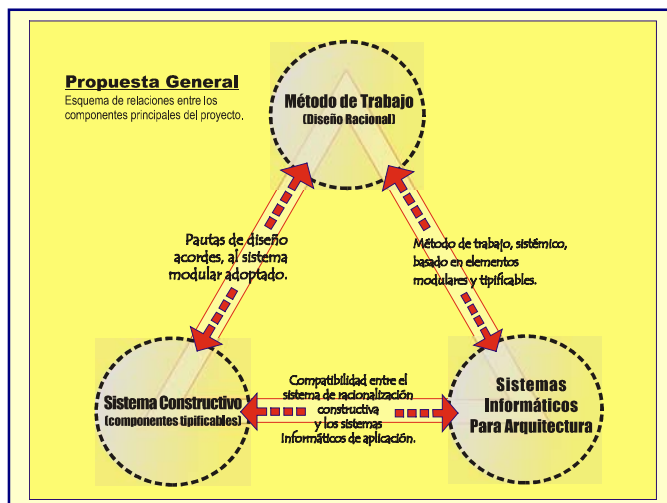 Propuesta General
Esquema de relaciones entre los
componentes principales del proyecto.
Método de Trabajo
(Diseño Racional)
Pautas de diseño
acordes, al sistema
modular adoptado.
Método de trabajo, sistémico,
basado en elementos
modulares y tipificables.
Sistema Constructivo
(componentes tipificables)
Compatibilidad entre el
sistema de racionalización
constructiva
y los sistemas
Informáticos de aplicación.
Sistemas
Informáticos
Para Arquitectura